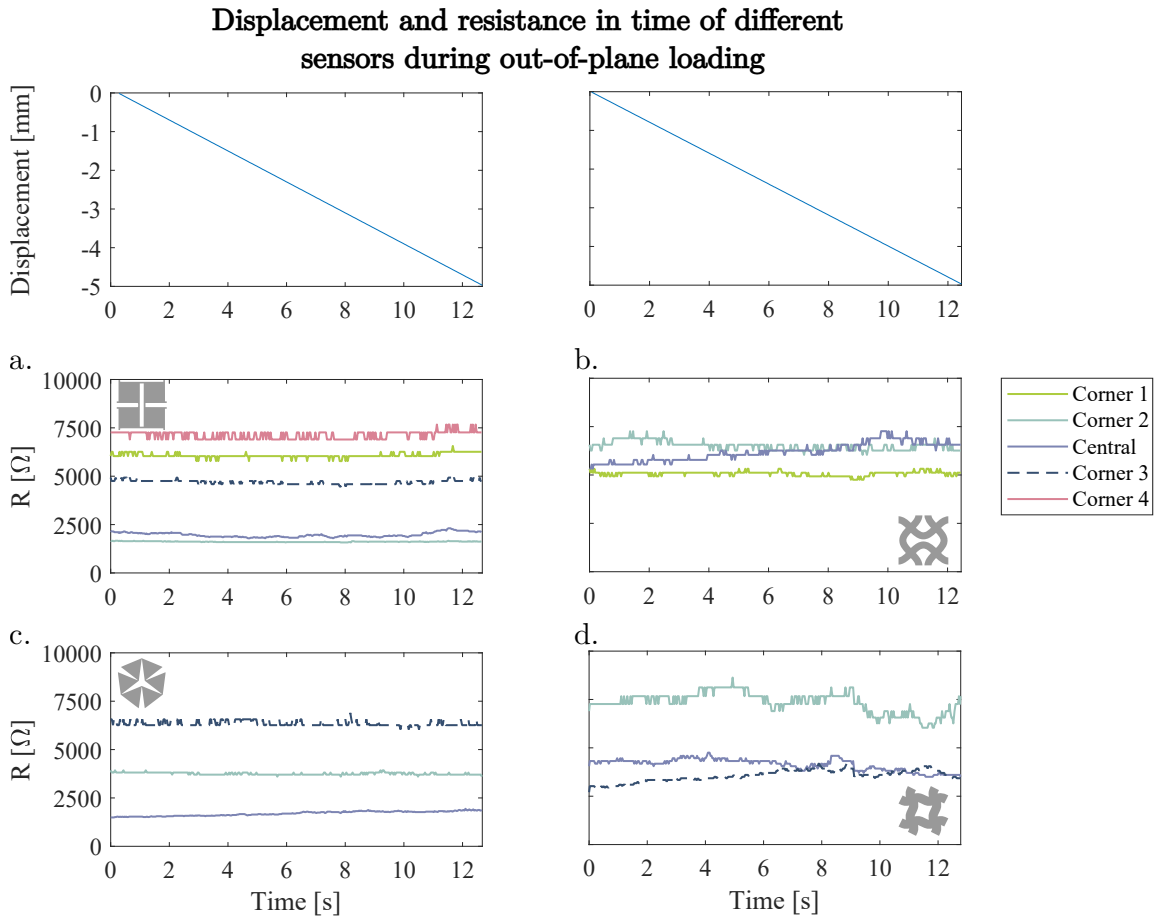 Displacement and resistance in time of different
sensors during out-of-plane loading
Displacement [mm]
0
-1
-2
-3
-4
-5
0 2 4 6 8 10 12
0 2 4 6 8 10 12
a.
R [Ω]
10000
7500
5000
2500
0
0 2 4 6 8 10 12
b.
0 2 4 6 8 10 12
Corner 1
Corner 2
Central
Corner 3
Corner 4
c.
R [Ω]
10000
7500
5000
2500
0
0 2 4 6 8 10 12
Time [s]
d.
0 2 4 6 8 10 12
Time [s]